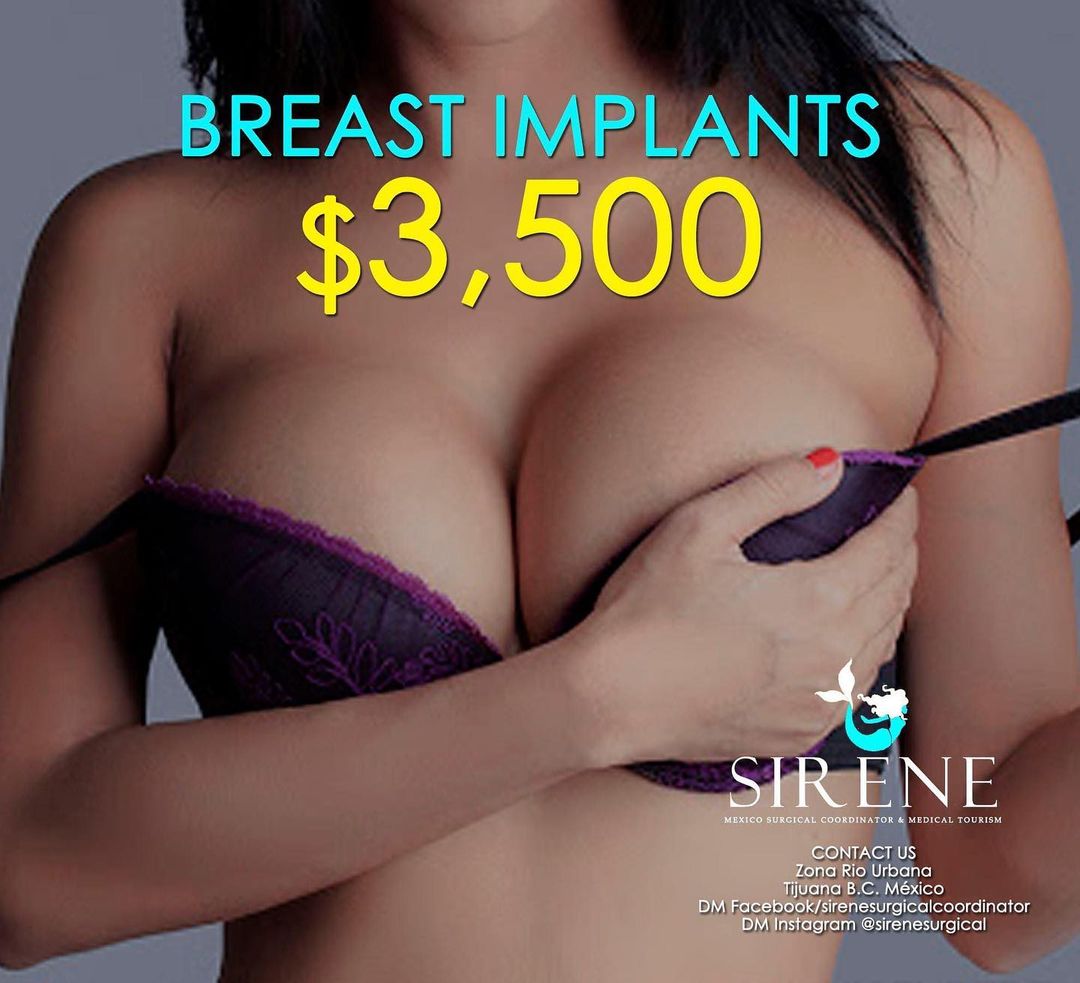 BREAST IMPLANTS
$3,500
SIRENE
MEXICO SURGICAL COORDINATOR & MEDICAL TOURISM
CONTACT US
Zona Rio Urbana
Tijuana B.C. México
DM Facebook/sirenesurgicalcoordinator
DM Instagram @sirenesurgical